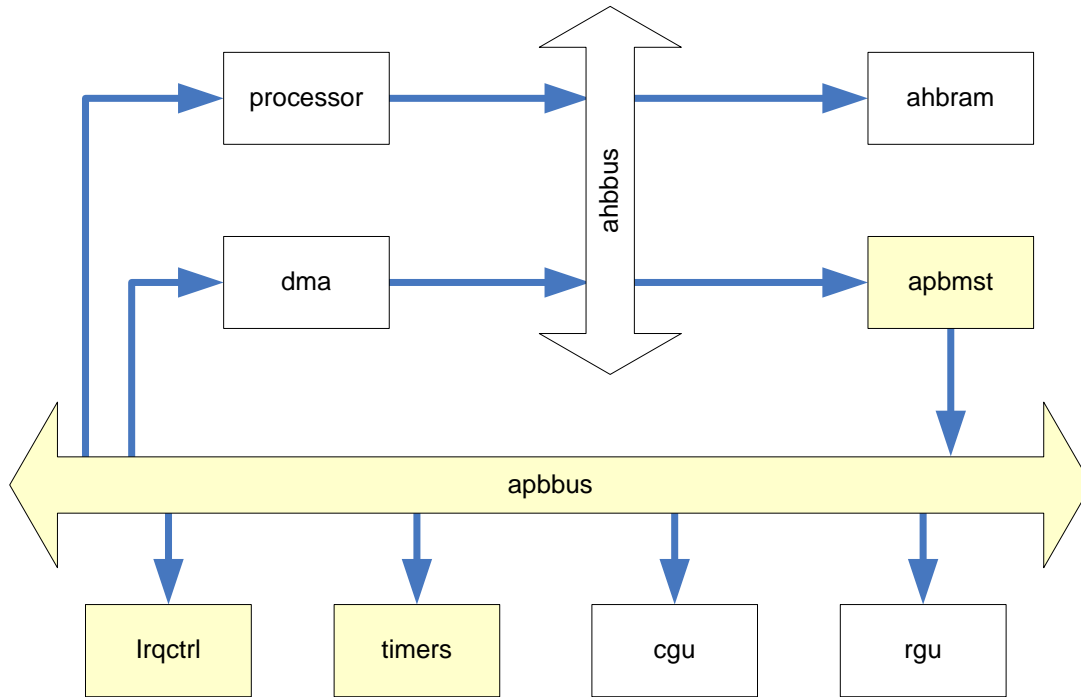 processor
ahbram
ahbbus
dma
apbmst
apbbus
Irqctrl
timers
cgu
rgu